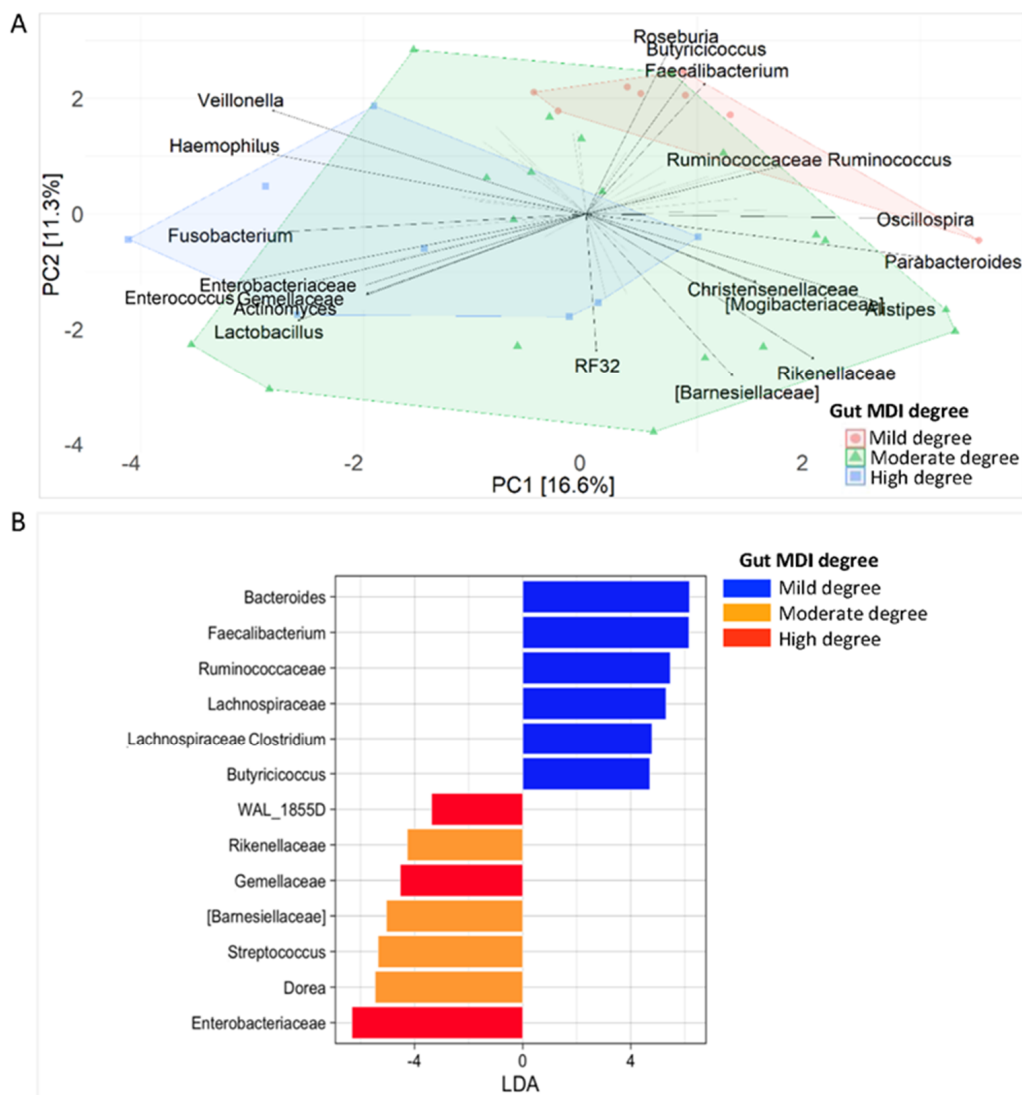 A
Roseburia
Butyricicoccus
Faecalibacterium
Veillonella
2
Haemophilus
Ruminococcaceae Ruminococcus
PC2 [11.3%]
0
Oscillospira
Fusobacterium
Parabacteroides
Enterobacteriaceae
Christensenellaceae
Enterococcus Gemellaceae
[Mogibacteriaceae]
Alistipes
Actinomyces
-2
Lactobacillus
RF32
Rikenellaceae
[Barnesiellaceae]
Gut MDI degree
Mild degree
-4
Moderate degree
-4 -2 0 2
High degree
PC1 [16.6%]
B
Gut MDI degree
Mild degree
Moderate degree
High degree
Bacteroides
Faecalibacterium
Ruminococcaceae
Lachnospiraceae
Lachnospiraceae Clostridium
Butyricicoccus
WAL_1855D
Rikenellaceae
Gemellaceae
[Barnesiellaceae]
Streptococcus
Dorea
Enterobacteriaceae
-4 0 4
LDA